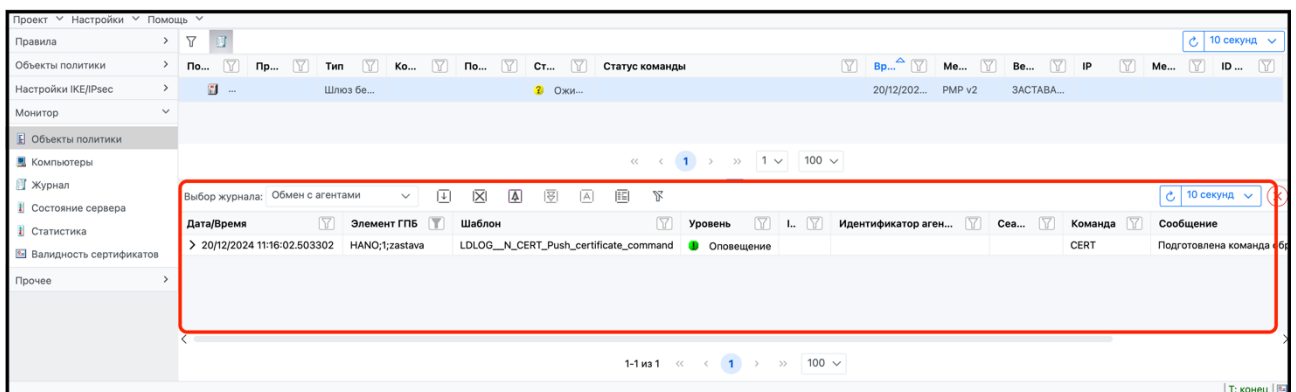 Проект Настройки Помощь
Правила
Объекты политики
Настройки IKE/IPsec
Монитор
Объекты политики
Компьютеры
Журнал
Состояние сервера
Статистика
Валидность сертификатов
Прочее
10 секунд
По... Пр... Тип Ко... По... Ст... Статус команды Вр... Ме... Ве... IP Ме... ID ...
... Шлюз бе... Ожи... 20/12/202... PMP v2 ЗАСТАВА...
<< < 1 > >> 1 100
Выбор журнала: Обмен с агентами 10 секунд
Дата/Время Элемент ГПБ Шаблон Уровень I.. Идентификатор аген... Сеа... Команда Сообщение
> 20/12/2024 11:16:02.503302 HANO;1;zastava LDLOG__N_CERT_Push_certificate_command Оповещение CERT Подготовлена команда обр
1-1 из 1 << < 1 > >> 100
Т: конец